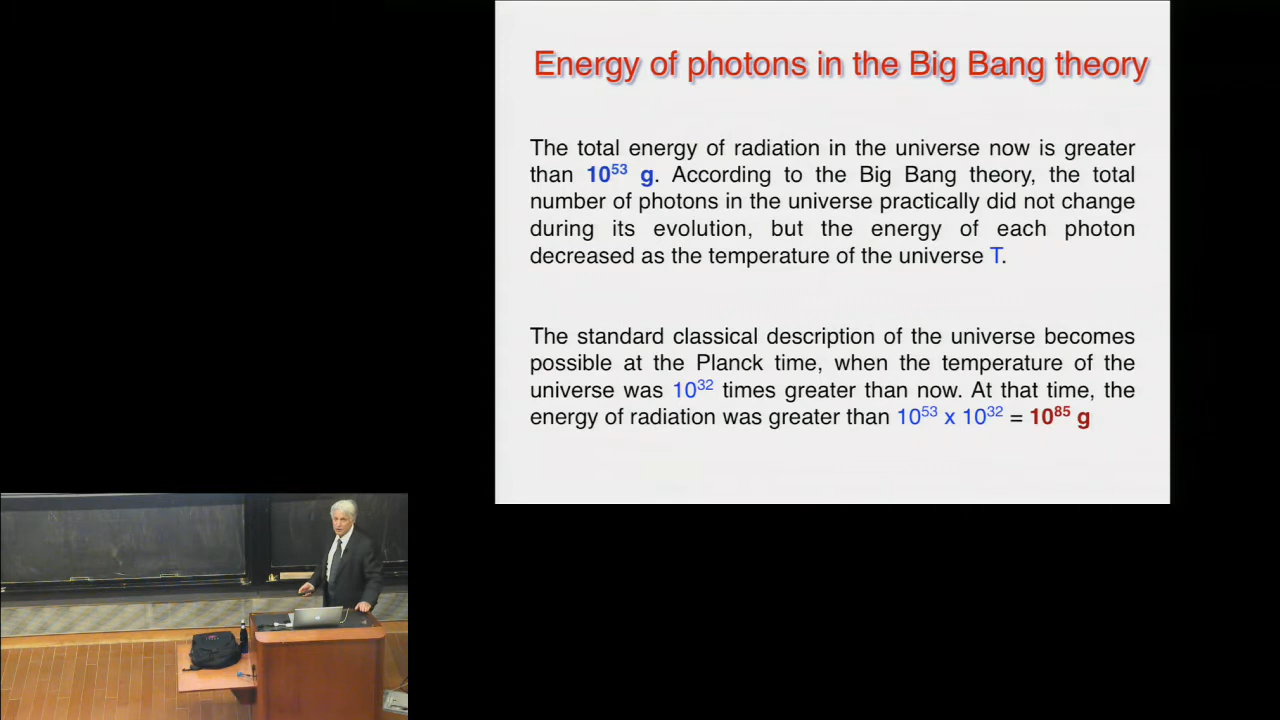 Energy of photons in the Big Bang theory
The total energy of radiation in the universe now is greater
than 10⁵³ g. According to the Big Bang theory, the total
number of photons in the universe practically did not change
during its evolution, but the energy of each photon
decreased as the temperature of the universe T.
The standard classical description of the universe becomes
possible at the Planck time, when the temperature of the
universe was 10³² times greater than now. At that time, the
energy of radiation was greater than 10⁵³ x 10³² = 10⁸⁵ g